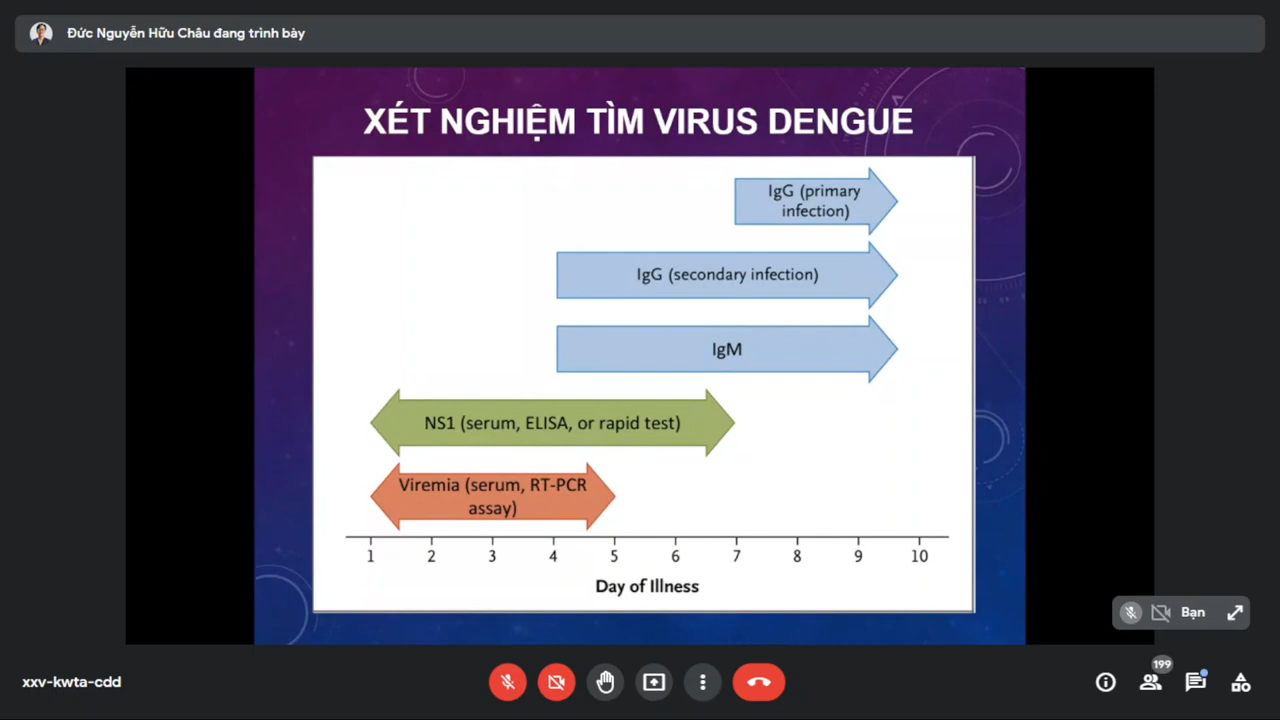 Đức Nguyễn Hữu Châu đang trình bày
XÉT NGHIỆM TÌM VIRUS DENGUE
IgG (primary
infection)
IgG (secondary infection)
IgM
NS1 (serum, ELISA, or rapid test)
Viremia (serum, RT-PCR
assay)
1 2 3 4 5 6 7 8 9 10
Day of Illness
Bạn
xxv-kwta-cdd
199